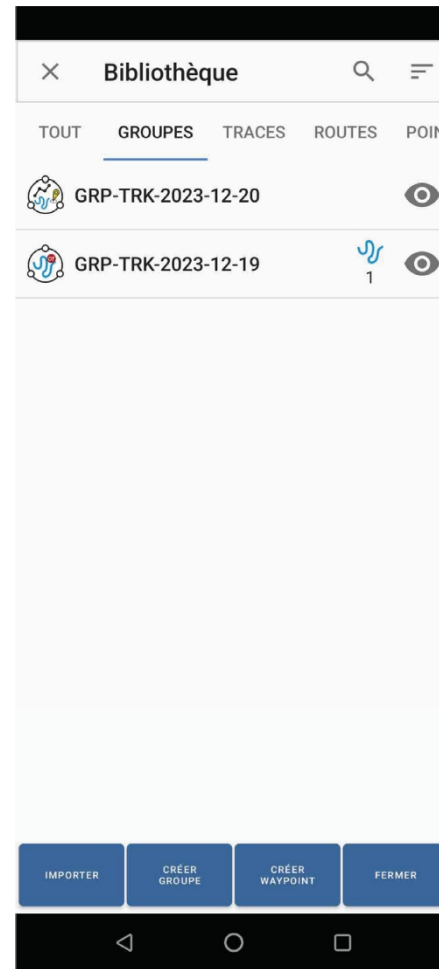 Bibliothèque
TOUT GROUPES TRACES ROUTES POIN
GRP-TRK-2023-12-20
GRP-TRK-2023-12-19
1
IMPORTER
CRÉER
GROUPE
CRÉER
WAYPOINT
FERMER